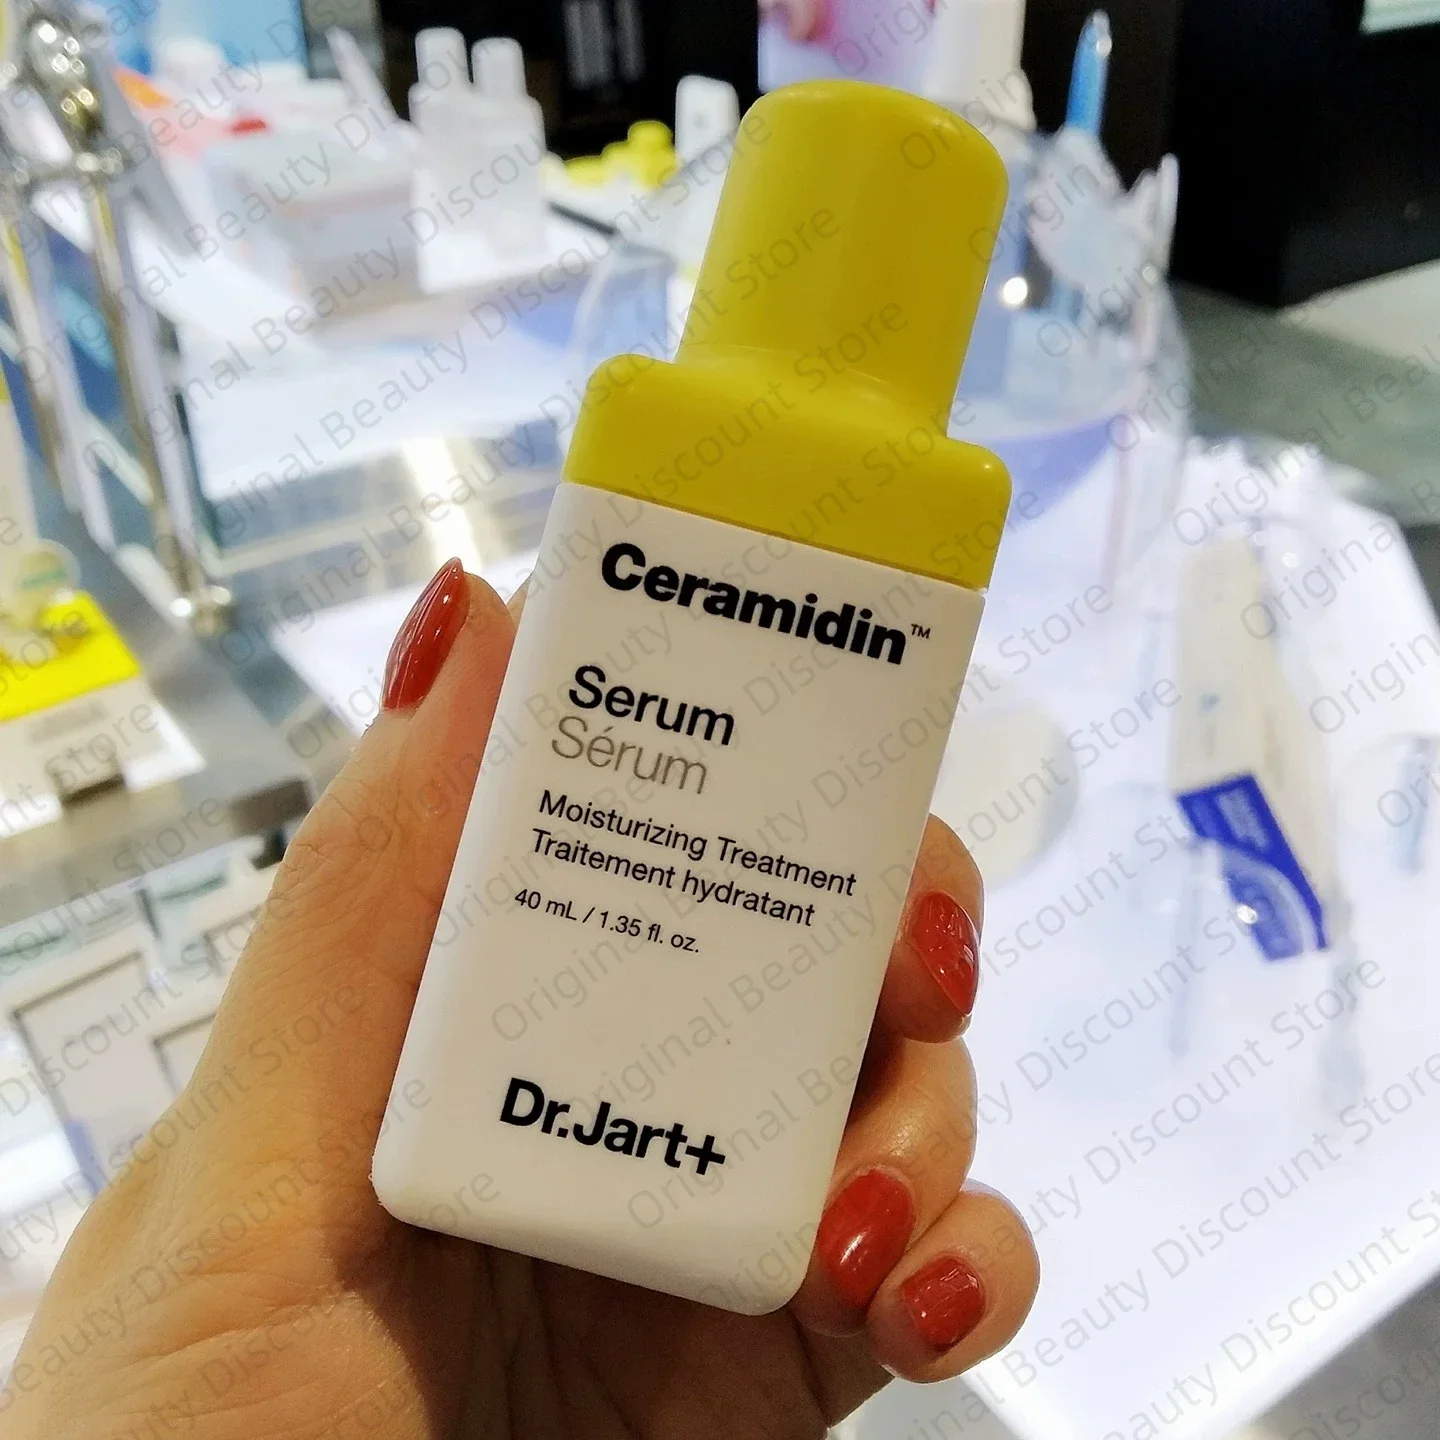 Ceramidin™
Serum
Sérum
Moisturizing Treatment
Traitement hydratant
40 mL / 1.35 fl. oz.
Dr.Jart+
Original Beauty Discount Store